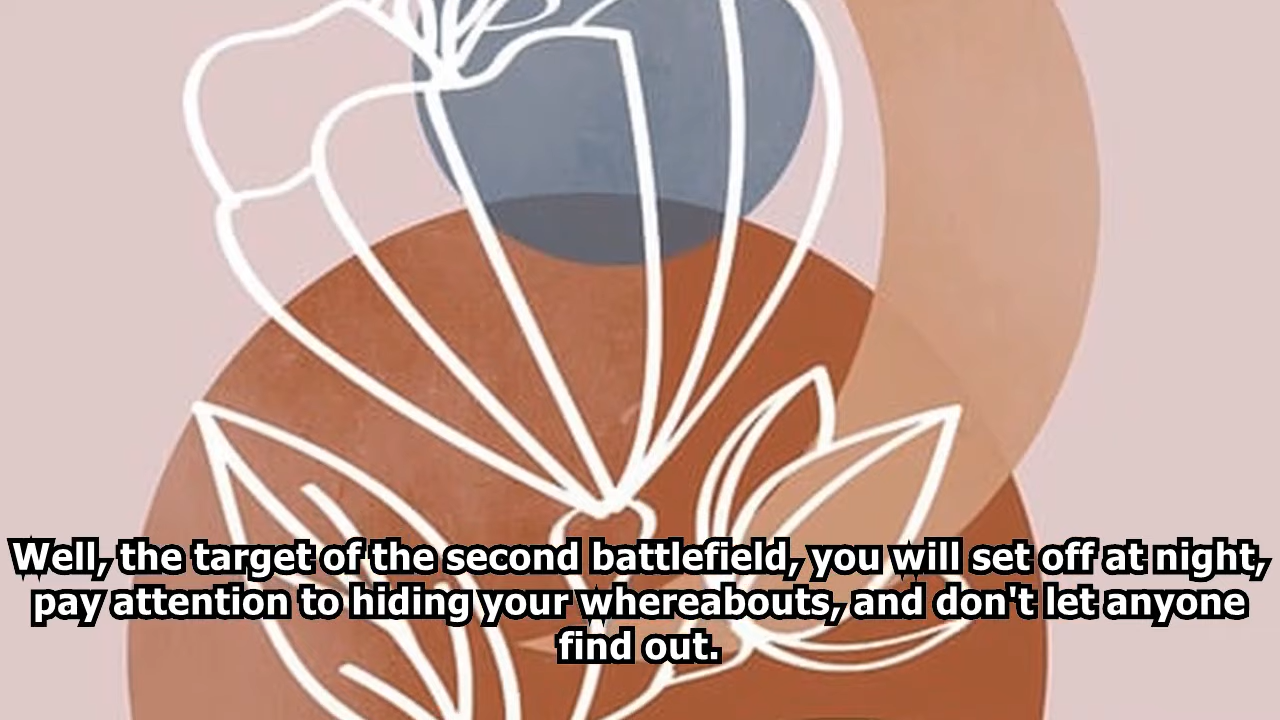 Well, the target of the second battlefield, you will set off at night,
pay attention to hiding your whereabouts, and don't let anyone
find out.